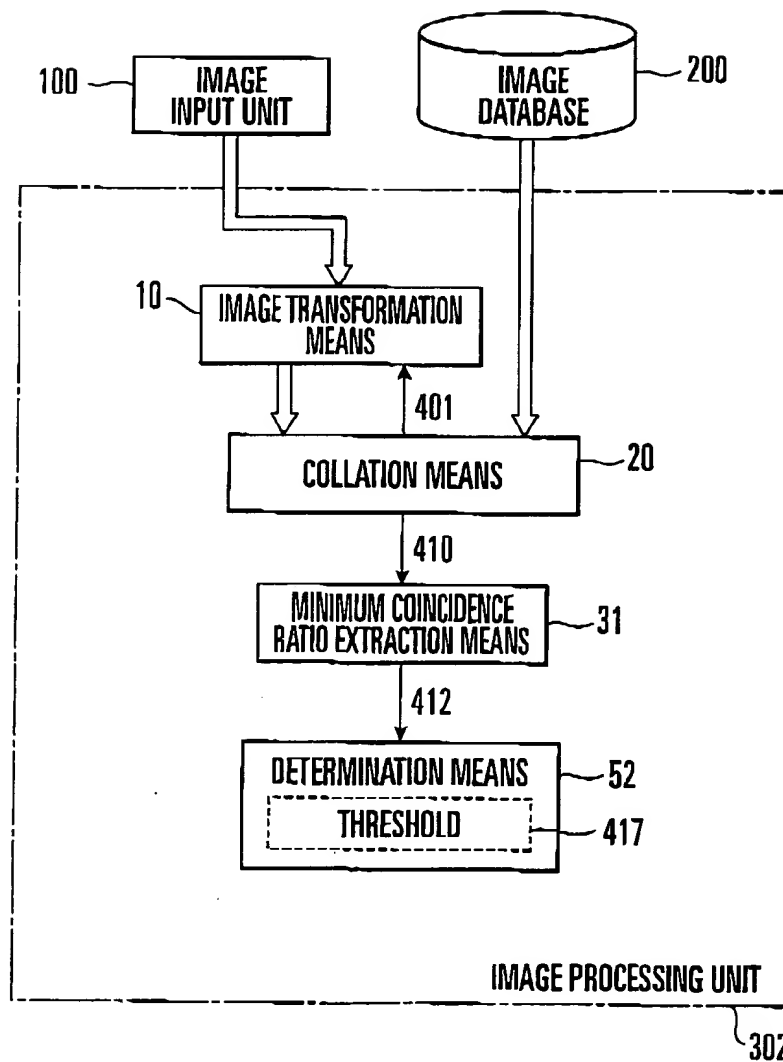 100
IMAGE
INPUT UNIT
IMAGE
DATABASE
200
10
IMAGE TRANSFORMATION
MEANS
401
COLLATION MEANS
20
410
MINIMUM COINCIDENCE
RATIO EXTRACTION MEANS
31
412
DETERMINATION MEANS
52
THRESHOLD
417
IMAGE PROCESSING UNIT
302